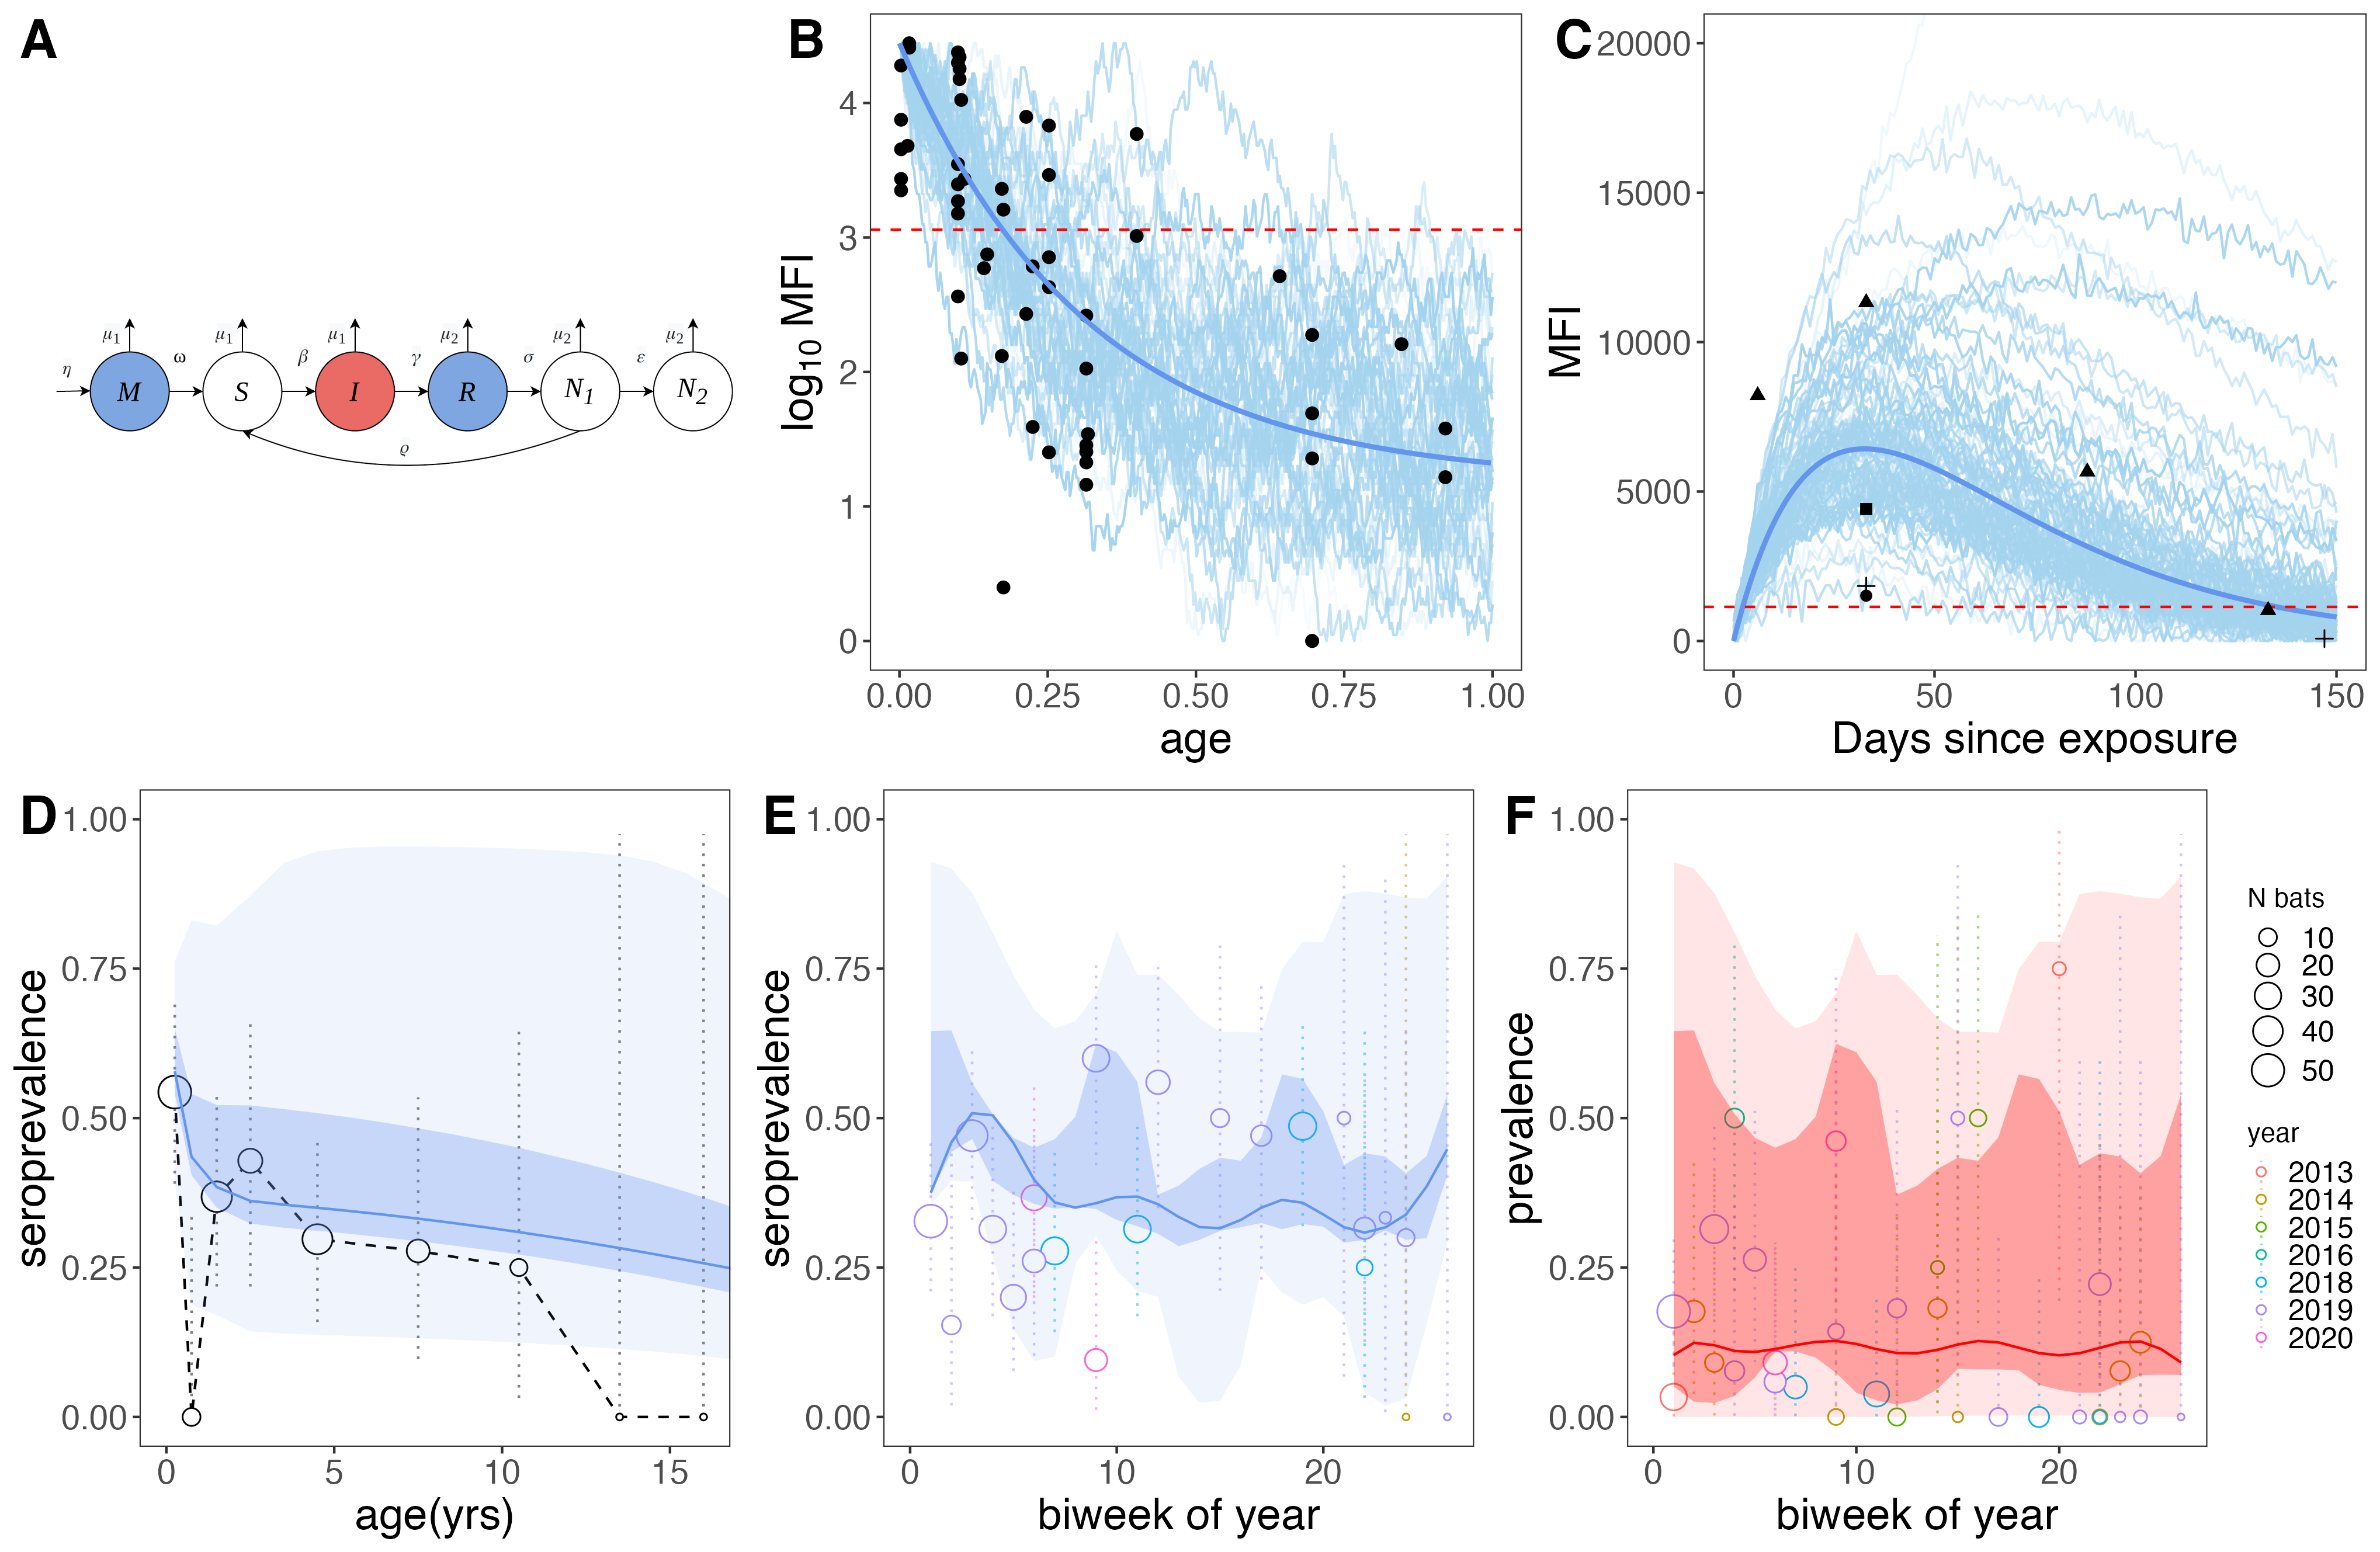 A
η
μ1 μ1 μ1 μ2 μ2 μ2
ω β γ σ ε
M S I R N1 N2
ϱ
B
log10 MFI
4
3
2
1
0
0.00 0.25 0.50 0.75 1.00
age
C
MFI
20000
15000
10000
5000
0
0 50 100 150
Days since exposure
D
seroprevalence
1.00
0.75
0.50
0.25
0.00
0 5 10 15
age(yrs)
E
seroprevalence
1.00
0.75
0.50
0.25
0.00
0 10 20
biweek of year
F
prevalence
1.00
0.75
0.50
0.25
0.00
0 10 20
biweek of year
N bats
10
20
30
40
50
year
2013
2014
2015
2016
2018
2019
2020